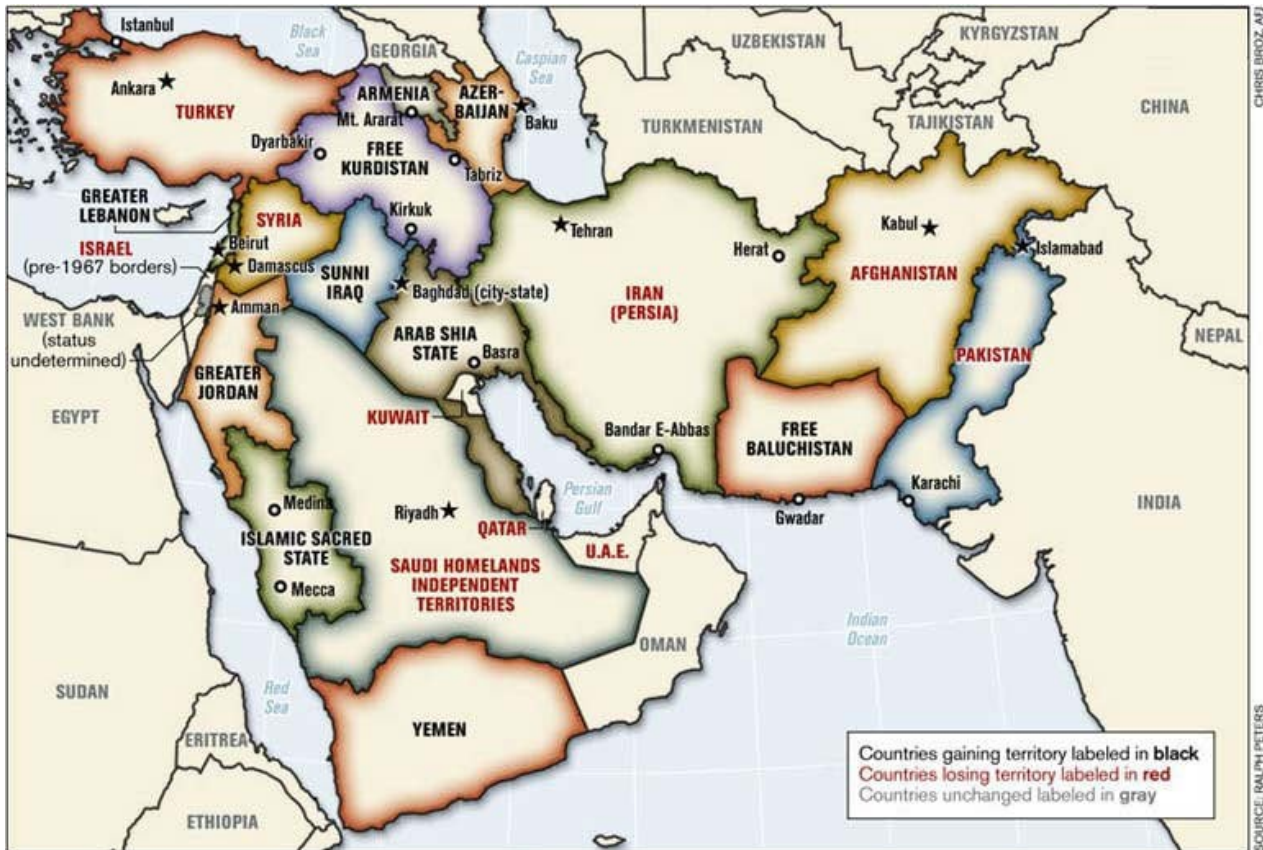 Istanbul
Black
Sea
GEORGIA
Caspian
Sea
UZBEKISTAN
KYRGYZSTAN
CHRIS BROZ, AFJ
Ankara
TURKEY
ARMENIA
AZER-
BAIJAN
Mt. Ararat
Baku
TURKMENISTAN
TAJIKISTAN
CHINA
Dyarbakir
FREE
KURDISTAN
Tabriz
GREATER
LEBANON
SYRIA
Kirkuk
Tehran
Herat
Kabul
Islamabad
ISRAEL
(pre-1967 borders)
Beirut
Damascus
SUNNI
IRAQ
Baghdad (city-state)
IRAN
(PERSIA)
AFGHANISTAN
Amman
WEST BANK
(status
undetermined)
ARAB SHIA
STATE
Basra
NEPAL
PAKISTAN
GREATER
JORDAN
EGYPT
KUWAIT
Bandar E-Abbas
FREE
BALUCHISTAN
Medina
Riyadh
Persian
Gulf
Gwadar
Karachi
INDIA
ISLAMIC SACRED
STATE
QATAR
U.A.E.
Mecca
SAUDI HOMELANDS
INDEPENDENT
TERRITORIES
OMAN
Indian
Ocean
SUDAN
Red
Sea
YEMEN
ERITREA
ETHIOPIA
Countries gaining territory labeled in black
Countries losing territory labeled in red
Countries unchanged labeled in gray
SOURCE: RALPH PETERS